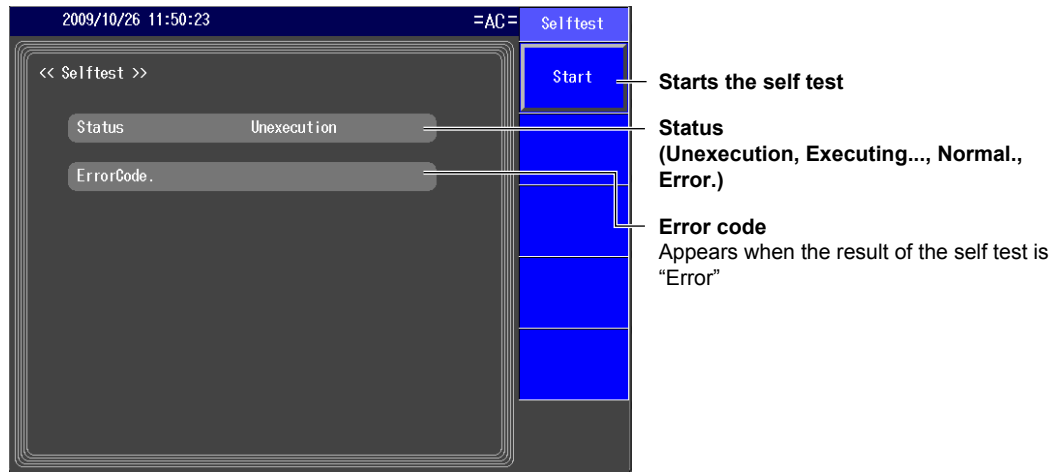 2009/10/26 11:50:23
=AC=
Selftest
<< Selftest >>
Start
Status Unexecution
ErrorCode.
Starts the self test
Status
(Unexecution, Executing..., Normal.,
Error.)
Error code
Appears when the result of the self test is
“Error”